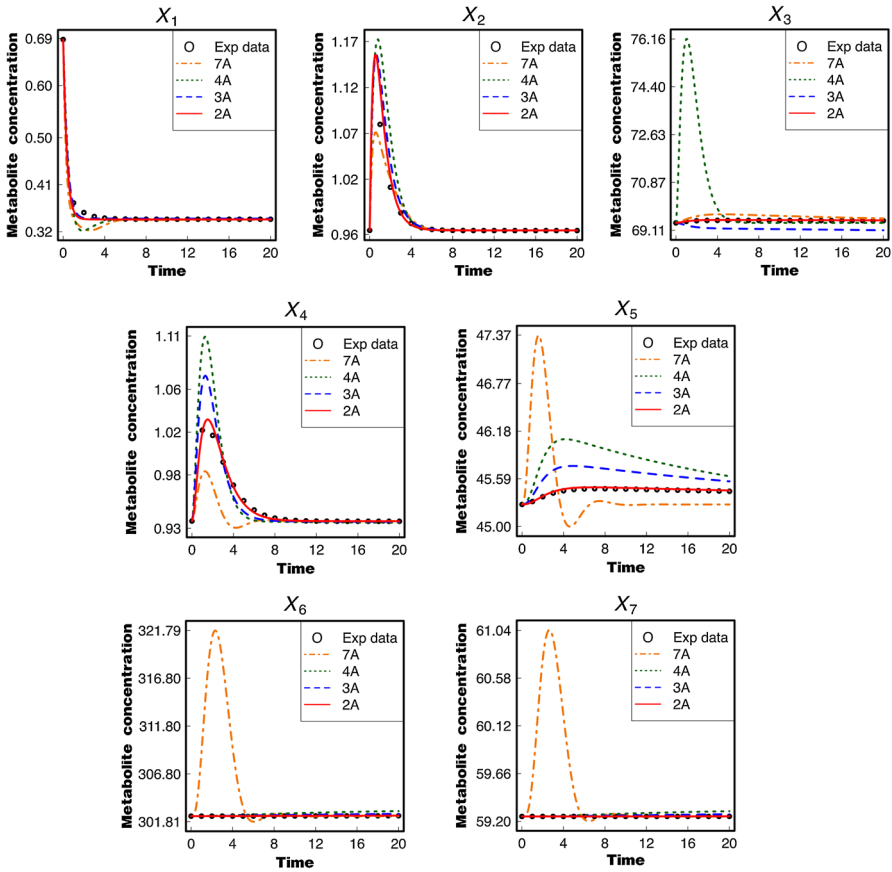 X1
Metabolite concentration
0.69
0.60
0.50
0.41
0.32
O Exp data
7A
4A
3A
2A
0 4 8 12 16 20
Time
X2
Metabolite concentration
1.17
1.12
1.07
1.02
0.96
O Exp data
7A
4A
3A
2A
0 4 8 12 16 20
Time
X3
Metabolite concentration
76.16
74.40
72.63
70.87
69.11
O Exp data
7A
4A
3A
2A
0 4 8 12 16 20
Time
X4
Metabolite concentration
1.11
1.06
1.02
0.98
0.93
O Exp data
7A
4A
3A
2A
0 4 8 12 16 20
Time
X5
Metabolite concentration
47.37
46.77
46.18
45.59
45.00
O Exp data
7A
4A
3A
2A
0 4 8 12 16 20
Time
X6
Metabolite concentration
321.79
316.80
311.80
306.80
301.81
O Exp data
7A
4A
3A
2A
0 4 8 12 16 20
Time
X7
Metabolite concentration
61.04
60.58
60.12
59.66
59.20
O Exp data
7A
4A
3A
2A
0 4 8 12 16 20
Time